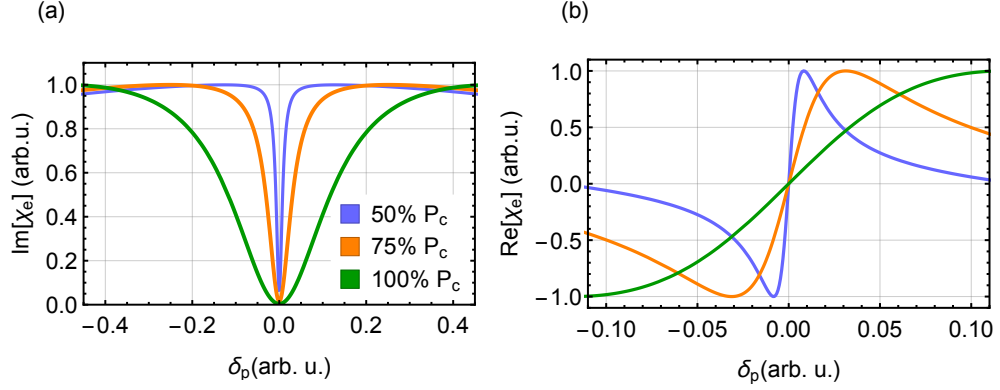 (a)
(b)
Im[χe] (arb.u.)
1.0
0.8
0.6
0.4
0.2
0.0
−0.4 −0.2 0.0 0.2 0.4
δp(arb. u.)
50% Pc
75% Pc
100% Pc
Re[χe] (arb.u.)
1.0
0.5
0.0
−0.5
−1.0
−0.10 −0.05 0.00 0.05 0.10
δp(arb. u.)